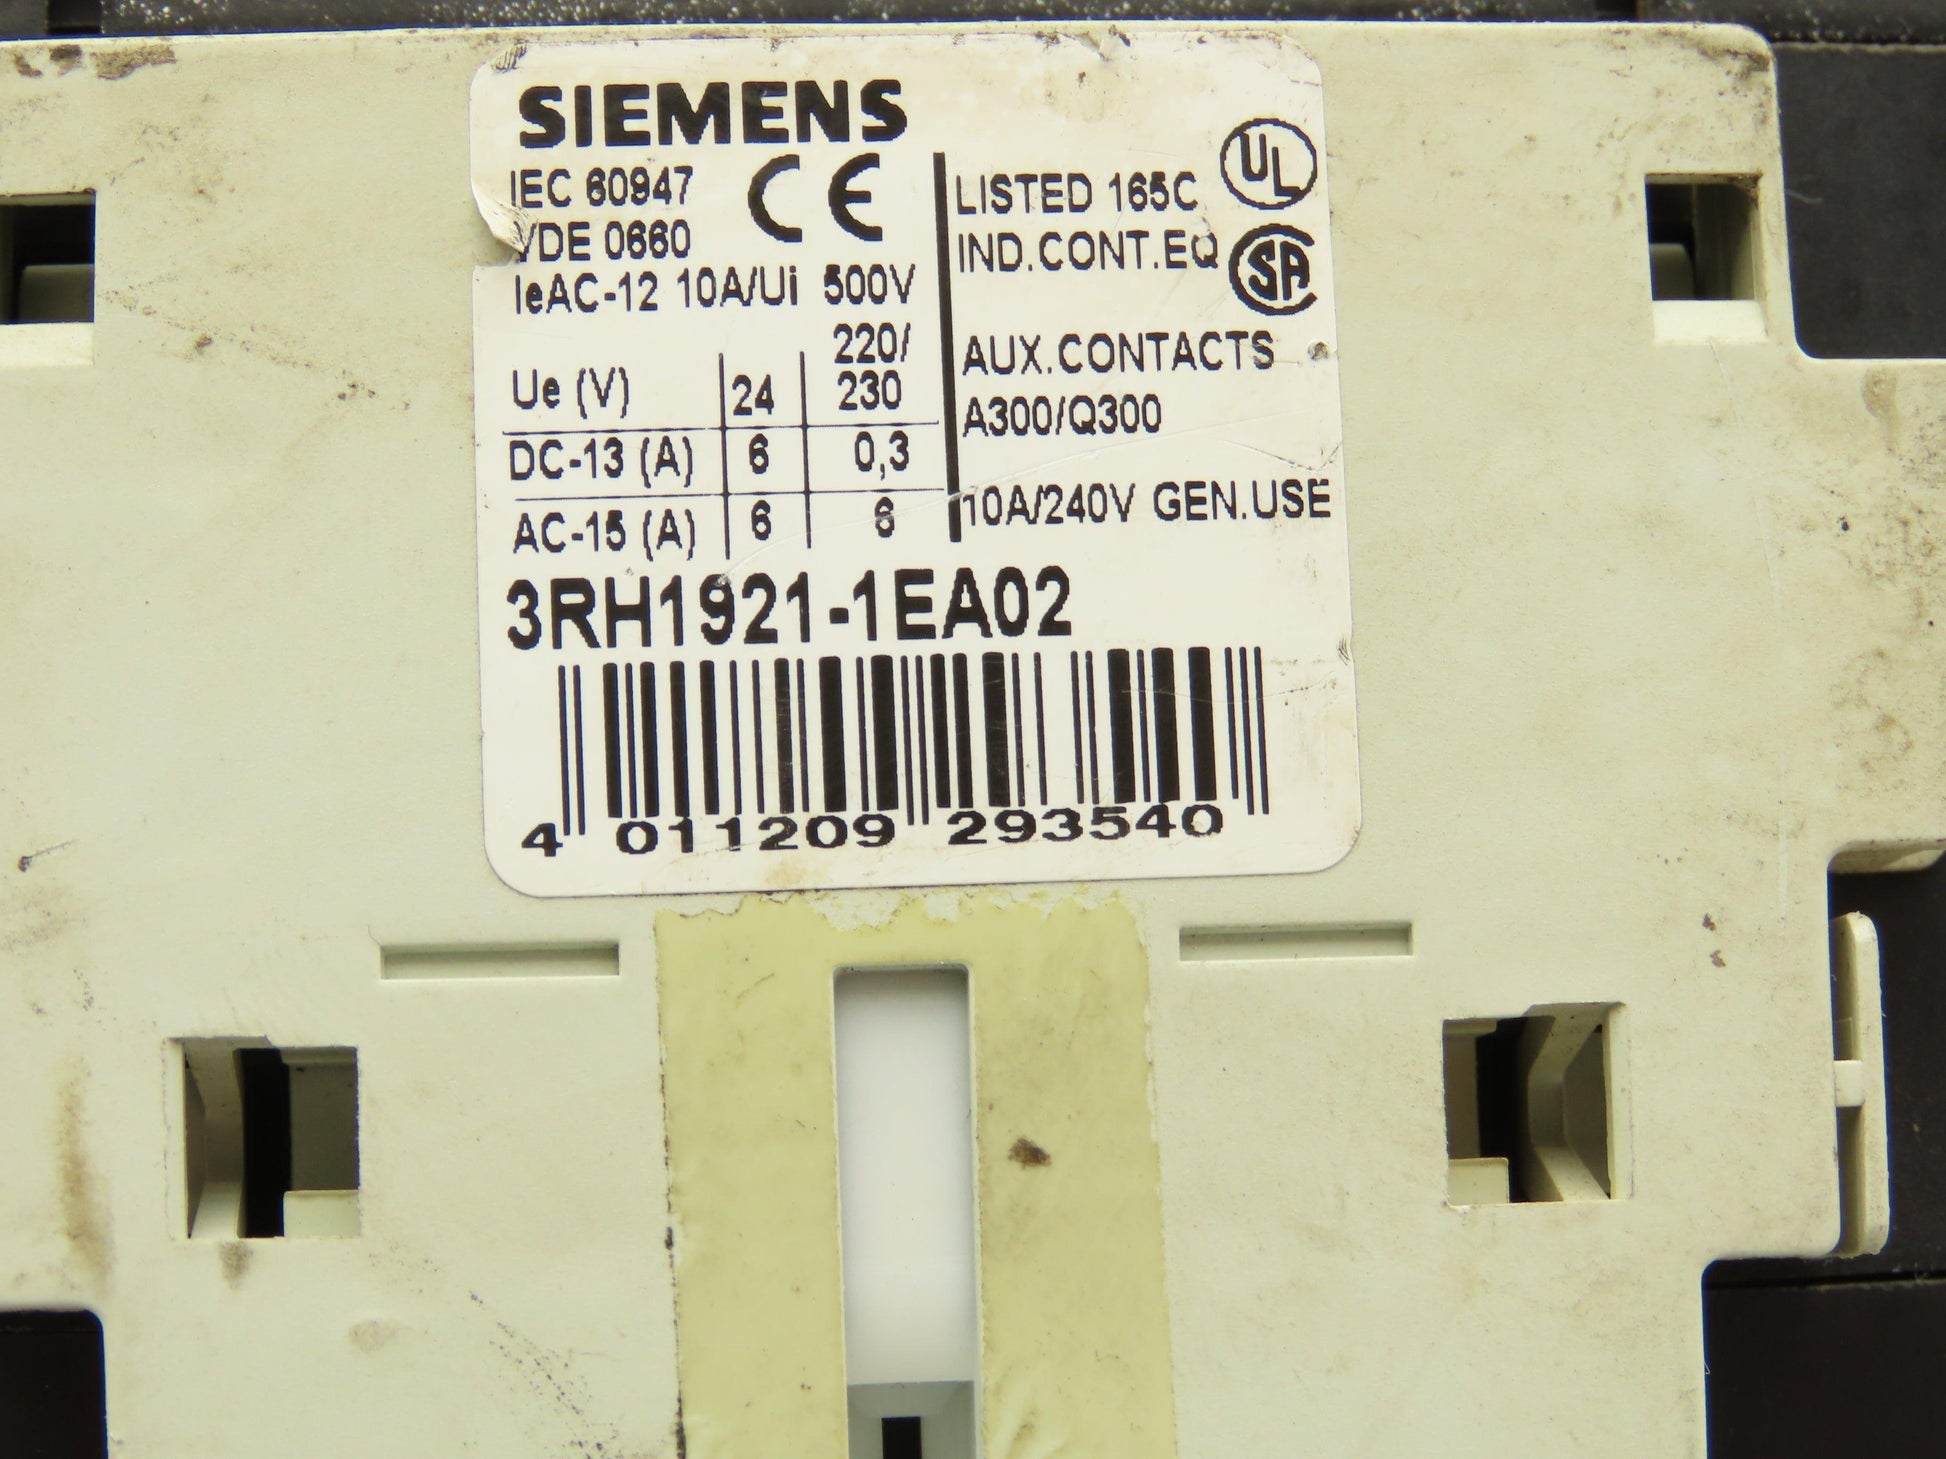 SIEMENS
IEC 60947 CE
VDE 0660
IeAC-12 10A/Ui 500V
Ue (V) 24 220/
230
DC-13 (A) 6 0,3
AC-15 (A) 6 6
LISTED 165C UL
IND.CONT.EQ SA
AUX.CONTACTS
A300/Q300
10A/240V GEN.USE
3RH1921-1EA02
4 011209 293540